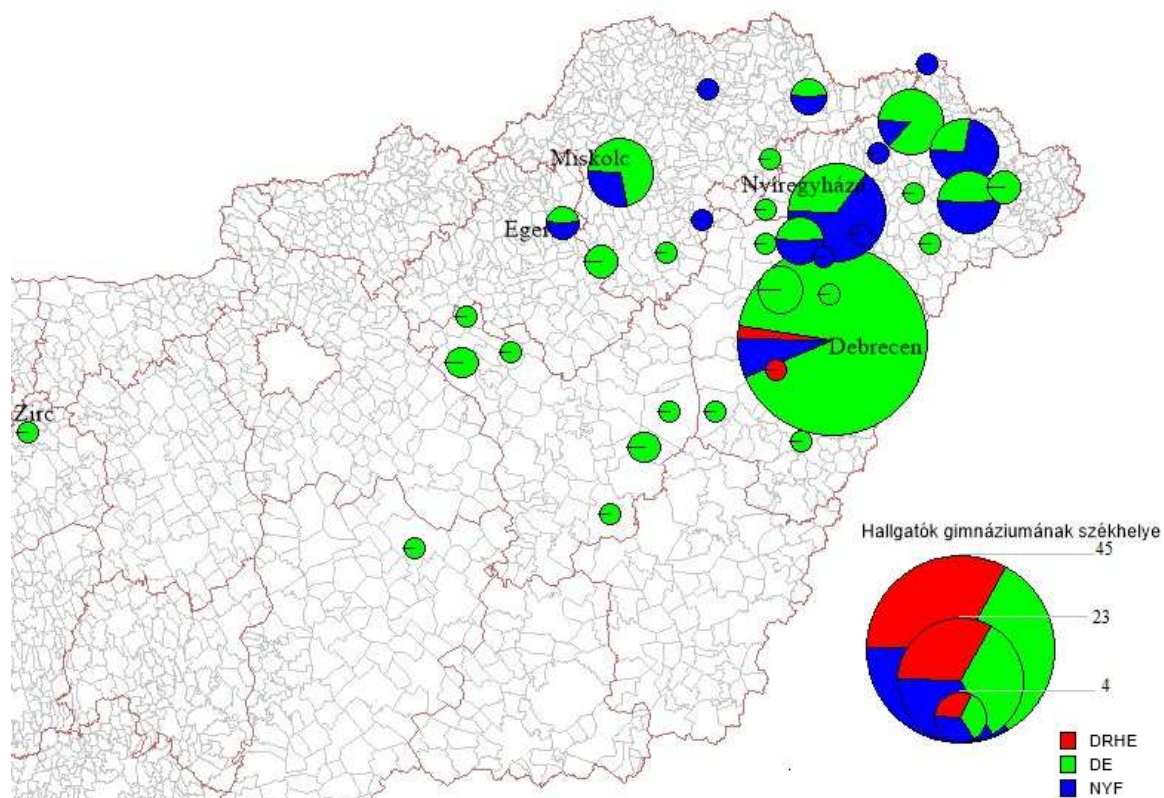 Miskolc
Nyíregyháza
Eger
Debrecen
Zirc
Hallgatók gimnáziumának székhelye
45
23
4
DRHE
DE
NYF